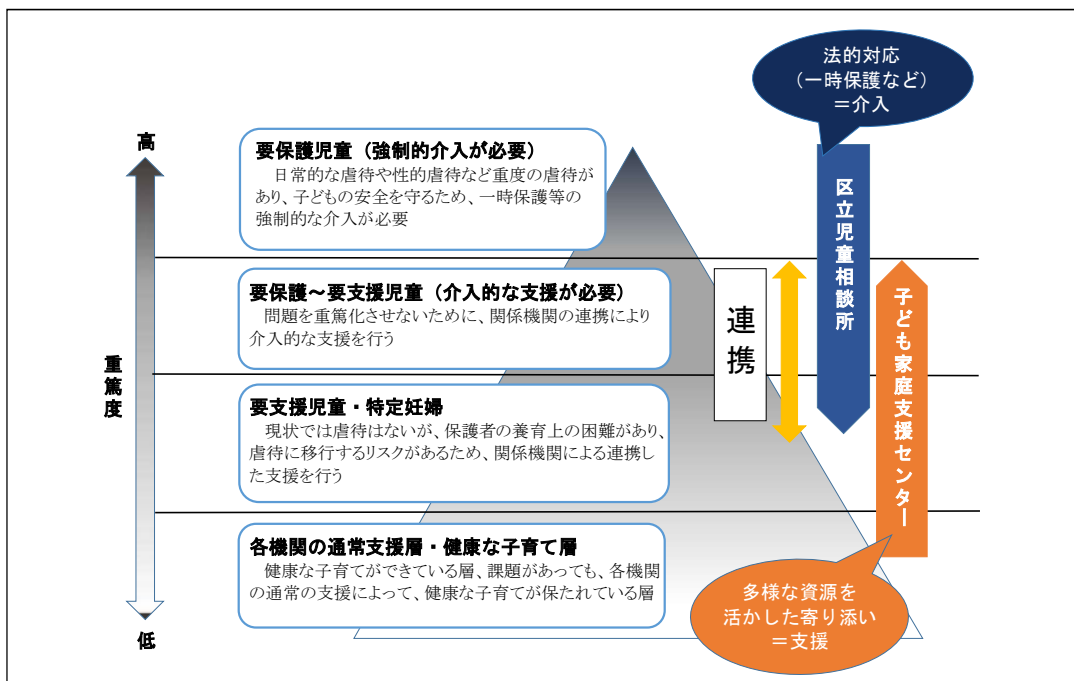 法的対応
(一時保護など)
＝介入
高
重篤度
低
要保護児童（強制的介入が必要）
日常的な虐待や性的虐待など重度の虐待が
あり、子どもの安全を守るため、一時保護等の
強制的な介入が必要
要保護～要支援児童（介入的な支援が必要）
問題を重篤化させないために、関係機関の連携により
介入的な支援を行う
要支援児童・特定妊婦
現状では虐待はないが、保護者の養育上の困難があり、
虐待に移行するリスクがあるため、関係機関による連携し
た支援を行う
各機関の通常支援層・健康な子育て層
健康な子育てができている層、課題があっても、各機関
の通常の支援によって、健康な子育てが保たれている層
連携
区立児童相談所
子ども家庭支援センター
多様な資源を
活かした寄り添い
＝支援